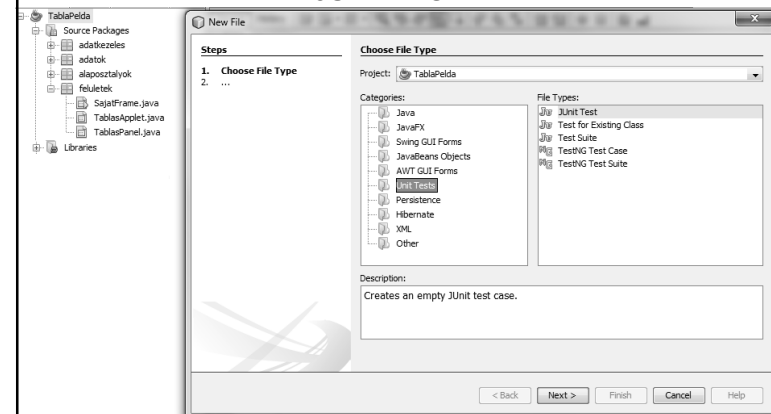 TablaPelda
Source Packages
adatkezeles
adatok
alaposztalyok
feluletek
SajatFrame.java
TablasApplet.java
TablasPanel.java
Libraries
New File
Steps
1. Choose File Type
2. ...
Choose File Type
Project: TablaPelda
Categories:
Java
JavaFX
Swing GUI Forms
JavaBeans Objects
AWT GUI Forms
Unit Tests
Persistence
Hibernate
XML
Other
File Types:
JUnit Test
Test for Existing Class
Test Suite
TestNG Test Case
TestNG Test Suite
Description:
Creates an empty JUnit test case.
< Back
Next >
Finish
Cancel
Help